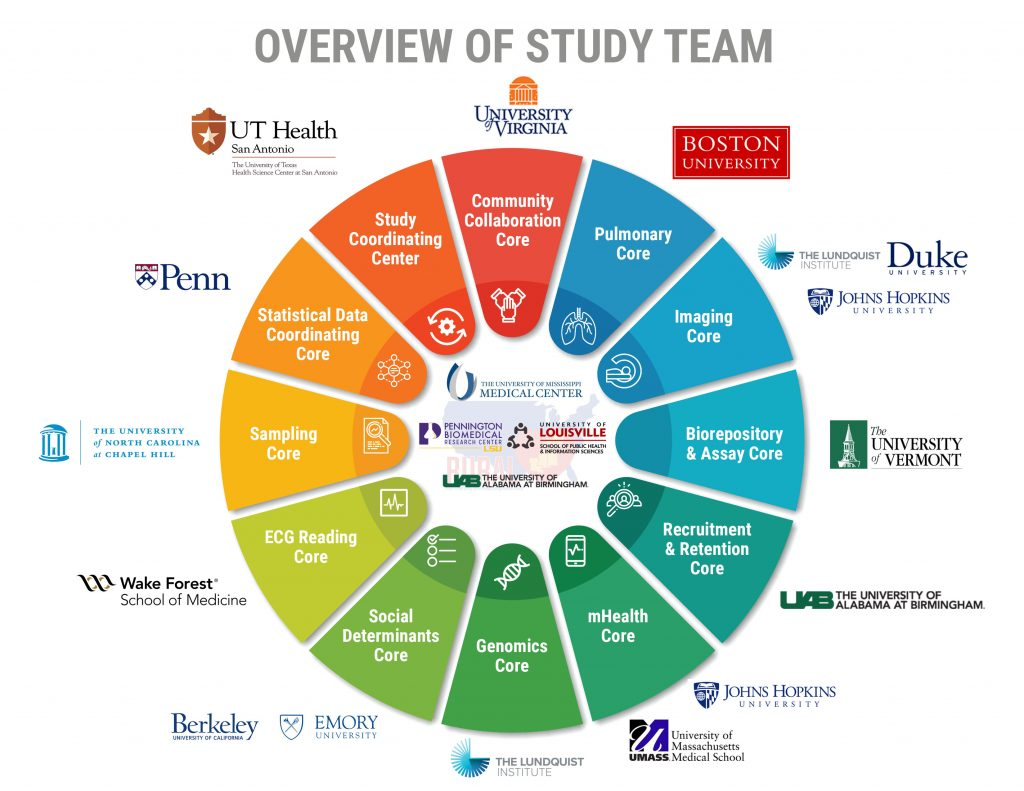 OVERVIEW OF STUDY TEAM
UNIVERSITY
of VIRGINIA
UT Health
San Antonio
The University of Texas
Health Science Center at San Antonio
BOSTON
UNIVERSITY
Community
Collaboration
Core
Study
Coordinating
Center
Pulmonary
Core
THE LUNDQUIST
INSTITUTE
Duke
UNIVERSITY
JOHNS HOPKINS
UNIVERSITY
Penn
Statistical Data
Coordinating
Core
Imaging
Core
THE UNIVERSITY OF MISSISSIPPI
MEDICAL CENTER
THE UNIVERSITY
of NORTH CAROLINA
at CHAPEL HILL
Sampling
Core
PENNINGTON
BIOMEDICAL
RESEARCH CENTER
LSU
UNIVERSITY OF
LOUISVILLE
SCHOOL OF PUBLIC HEALTH
& INFORMATION SCIENCES
RURAL
UAB THE UNIVERSITY OF
ALABAMA AT BIRMINGHAM.
Biorepository
& Assay Core
The
UNIVERSITY
of VERMONT
ECG Reading
Core
Recruitment
& Retention
Core
Wake Forest®
School of Medicine
UAB THE UNIVERSITY OF
ALABAMA AT BIRMINGHAM.
Social
Determinants
Core
Genomics
Core
mHealth
Core
JOHNS HOPKINS
UNIVERSITY
Berkeley
UNIVERSITY OF CALIFORNIA
EMORY
UNIVERSITY
THE LUNDQUIST
INSTITUTE
UMASS
University of
Massachusetts
Medical School